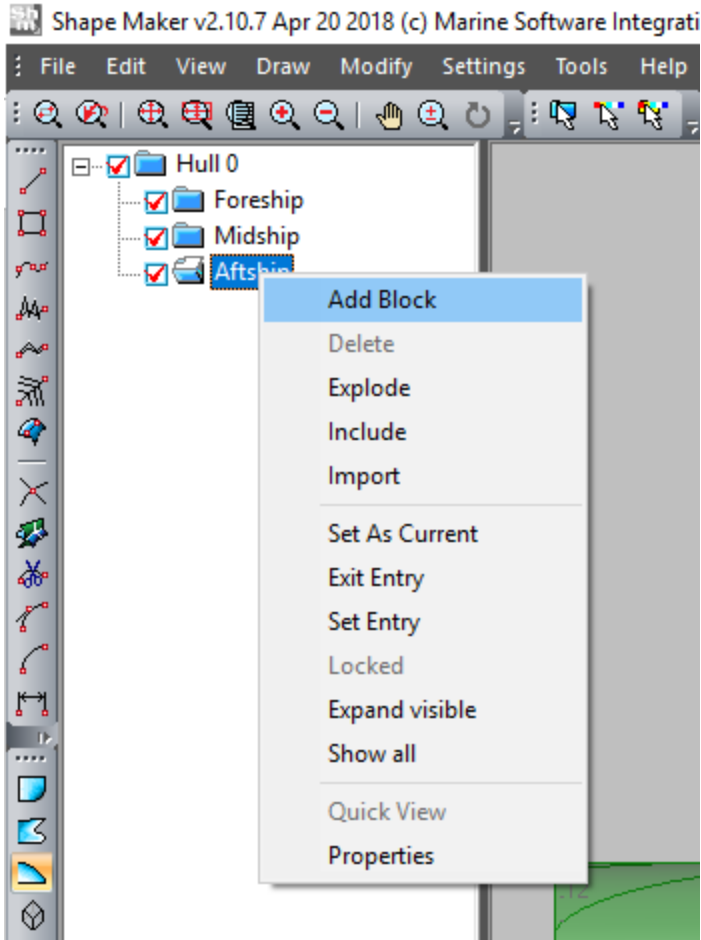 Shape Maker v2.10.7 Apr 20 2018 (c) Marine Software Integrati
File Edit View Draw Modify Settings Tools Help
Hull 0
Foreship
Midship
Aftship
Add Block
Delete
Explode
Include
Import
Set As Current
Exit Entry
Set Entry
Locked
Expand visible
Show all
Quick View
Properties
.12